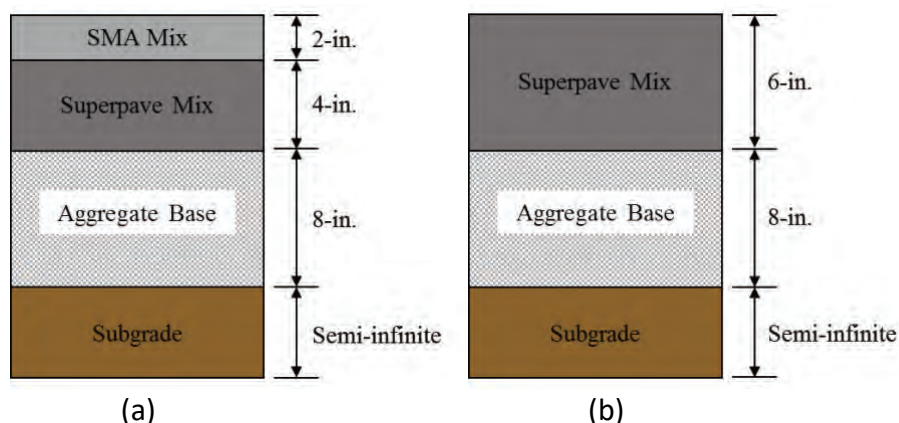 SMA Mix
2-in.
Superpave Mix
4-in.
Aggregate Base
8-in.
Subgrade
Semi-infinite
(a)
Superpave Mix
6-in.
Aggregate Base
8-in.
Subgrade
Semi-infinite
(b)